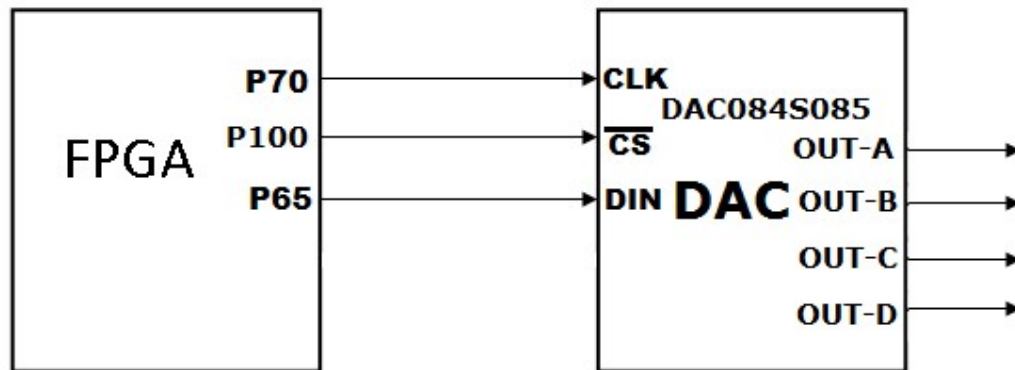 FPGA
P70
P100
P65
CLK
CS
DIN
DAC084S085
DAC
OUT-A
OUT-B
OUT-C
OUT-D